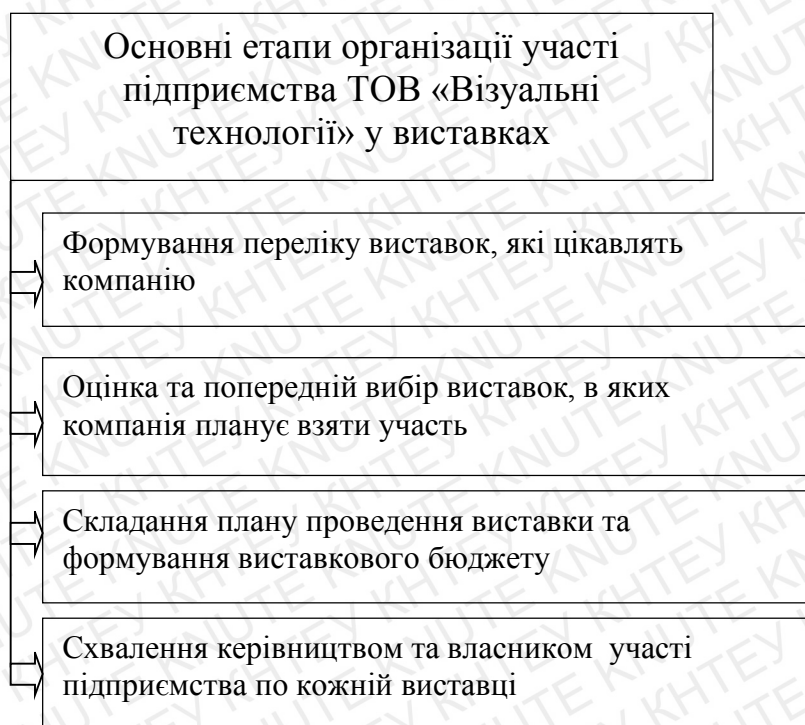 Основні етапи організації участі
підприємства ТОВ «Візуальні
технології» у виставках
Формування переліку виставок, які цікавлять
компанію
Оцінка та попередній вибір виставок, в яких
компанія планує взяти участь
Складання плану проведення виставки та
формування виставкового бюджету
Схвалення керівництвом та власником  участі
підприємства по кожній виставці